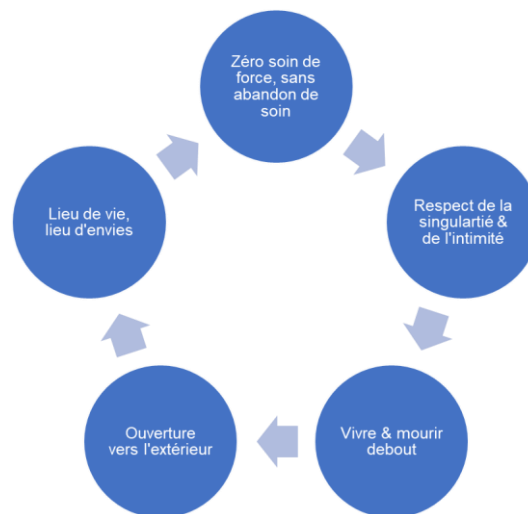 Zéro soin de
force, sans
abandon de
soin
Respect de la
singulartié &
de l'intimité
Vivre & mourir
debout
Ouverture
vers l'extérieur
Lieu de vie,
lieu d'envies